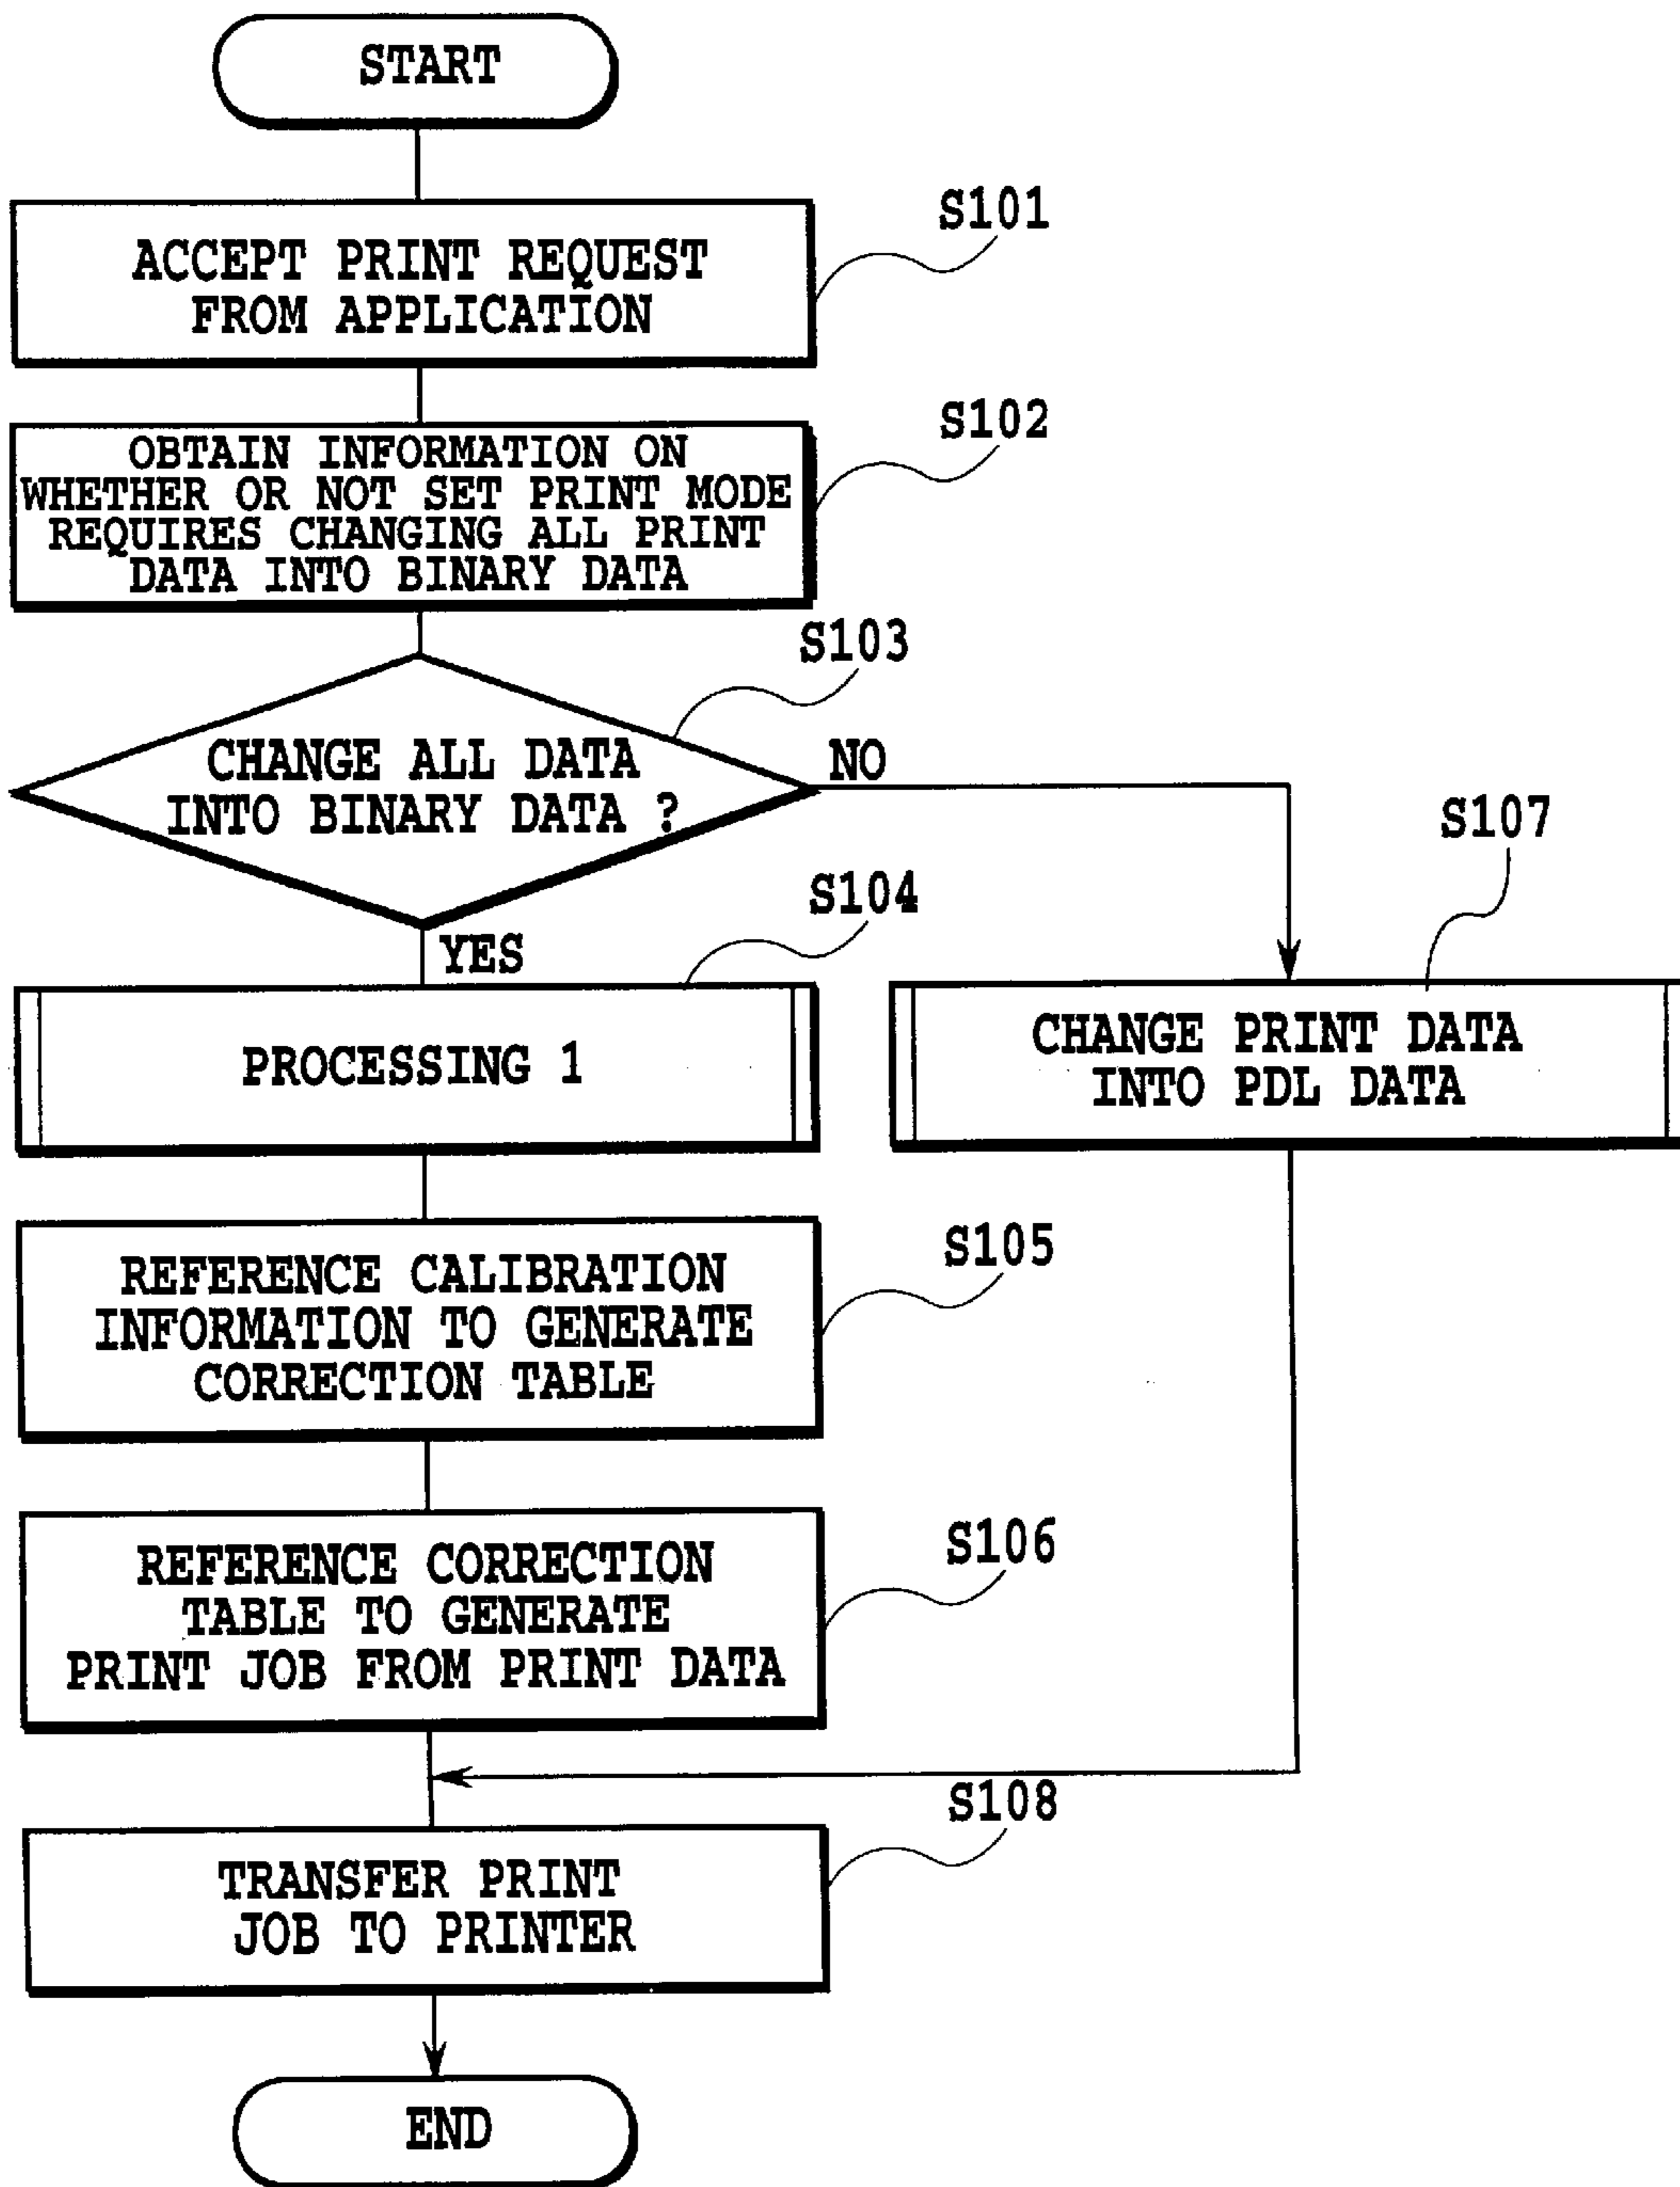 START
S101
ACCEPT PRINT REQUEST
FROM APPLICATION
S102
OBTAIN INFORMATION ON
WHETHER OR NOT SET PRINT MODE
REQUIRES CHANGING ALL PRINT
DATA INTO BINARY DATA
S103
CHANGE ALL DATA
INTO BINARY DATA ?
NO
YES
S104
PROCESSING 1
S107
CHANGE PRINT DATA
INTO PDL DATA
S105
REFERENCE CALIBRATION
INFORMATION TO GENERATE
CORRECTION TABLE
S106
REFERENCE CORRECTION
TABLE TO GENERATE
PRINT JOB FROM PRINT DATA
S108
TRANSFER PRINT
JOB TO PRINTER
END